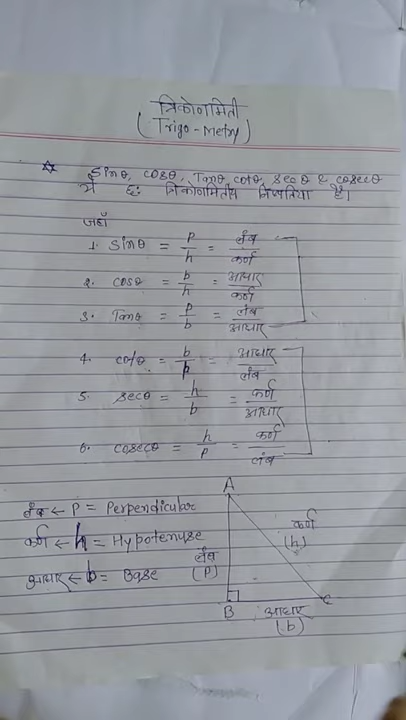 त्रिकोणमिती
(Trigo-Metry)
Sinθ, cosθ, Tanθ, cotθ, secθ & cosecθ
ये छः त्रिकोणमितीय निष्पतिया है।
जहाँ
1. sinθ = p/h = लंब/कर्ण
2. cosθ = b/h = आधार/कर्ण
3. Tanθ = p/b = लंब/आधार
4. cotθ = b/p = आधार/लंब
5. secθ = h/b = कर्ण/आधार
6. cosecθ = h/p = कर्ण/लंब
लंब ← P = Perpendicular
कर्ण ← h = Hypotenuse
आधार ← b = Base
A
कर्ण
(h)
लंब
(P)
B
C
आधार
(b)